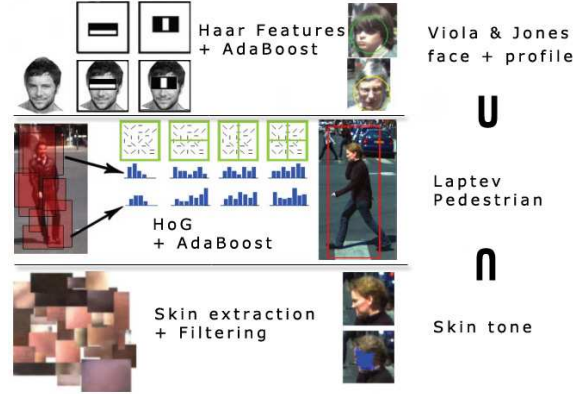 Haar Features
+ AdaBoost
Viola & Jones
face + profile
U
HoG
+ AdaBoost
Laptev
Pedestrian
∩
Skin extraction
+ Filtering
Skin tone